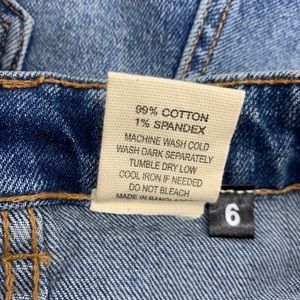 99% COTTON
1% SPANDEX
MACHINE WASH COLD
WASH DARK SEPARATELY
TUMBLE DRY LOW
COOL IRON IF NEEDED
DO NOT BLEACH
MADE IN
6